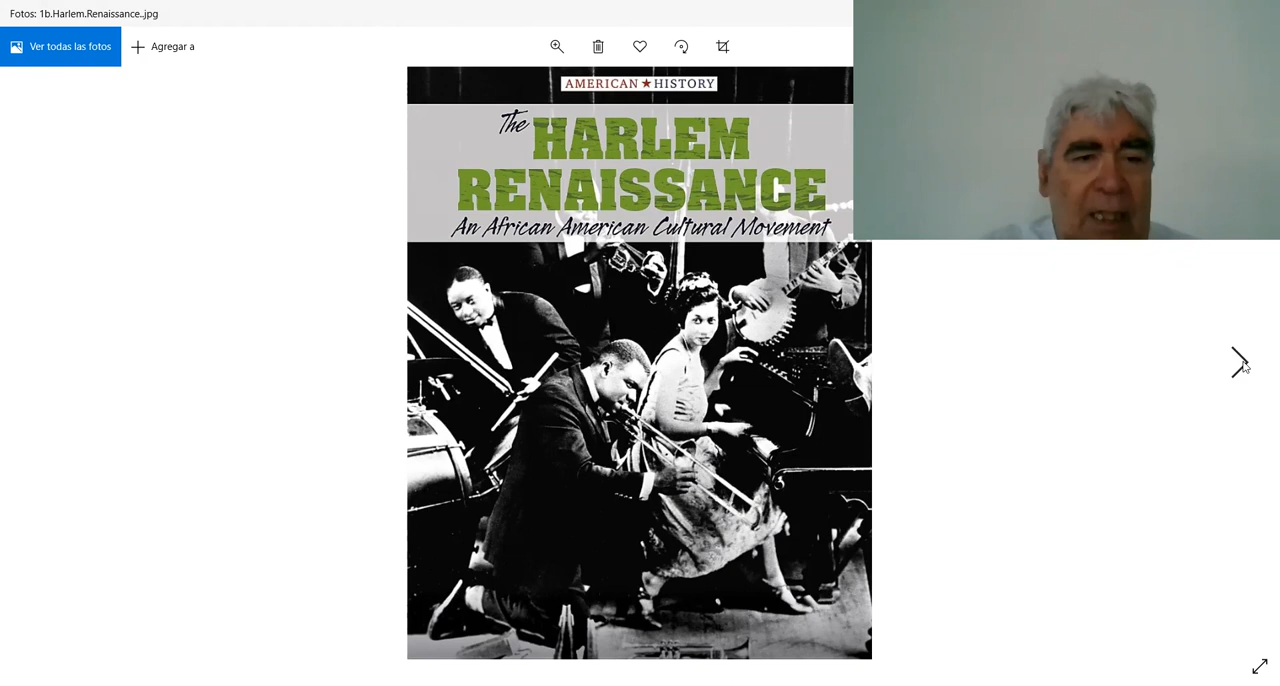 Fotos: 1b.Harlem.Renaissance..jpg
Ver todas las fotos
Agregar a
AMERICAN★HISTORY
The
HARLEM
RENAISSANCE
An African American Cultural Movement